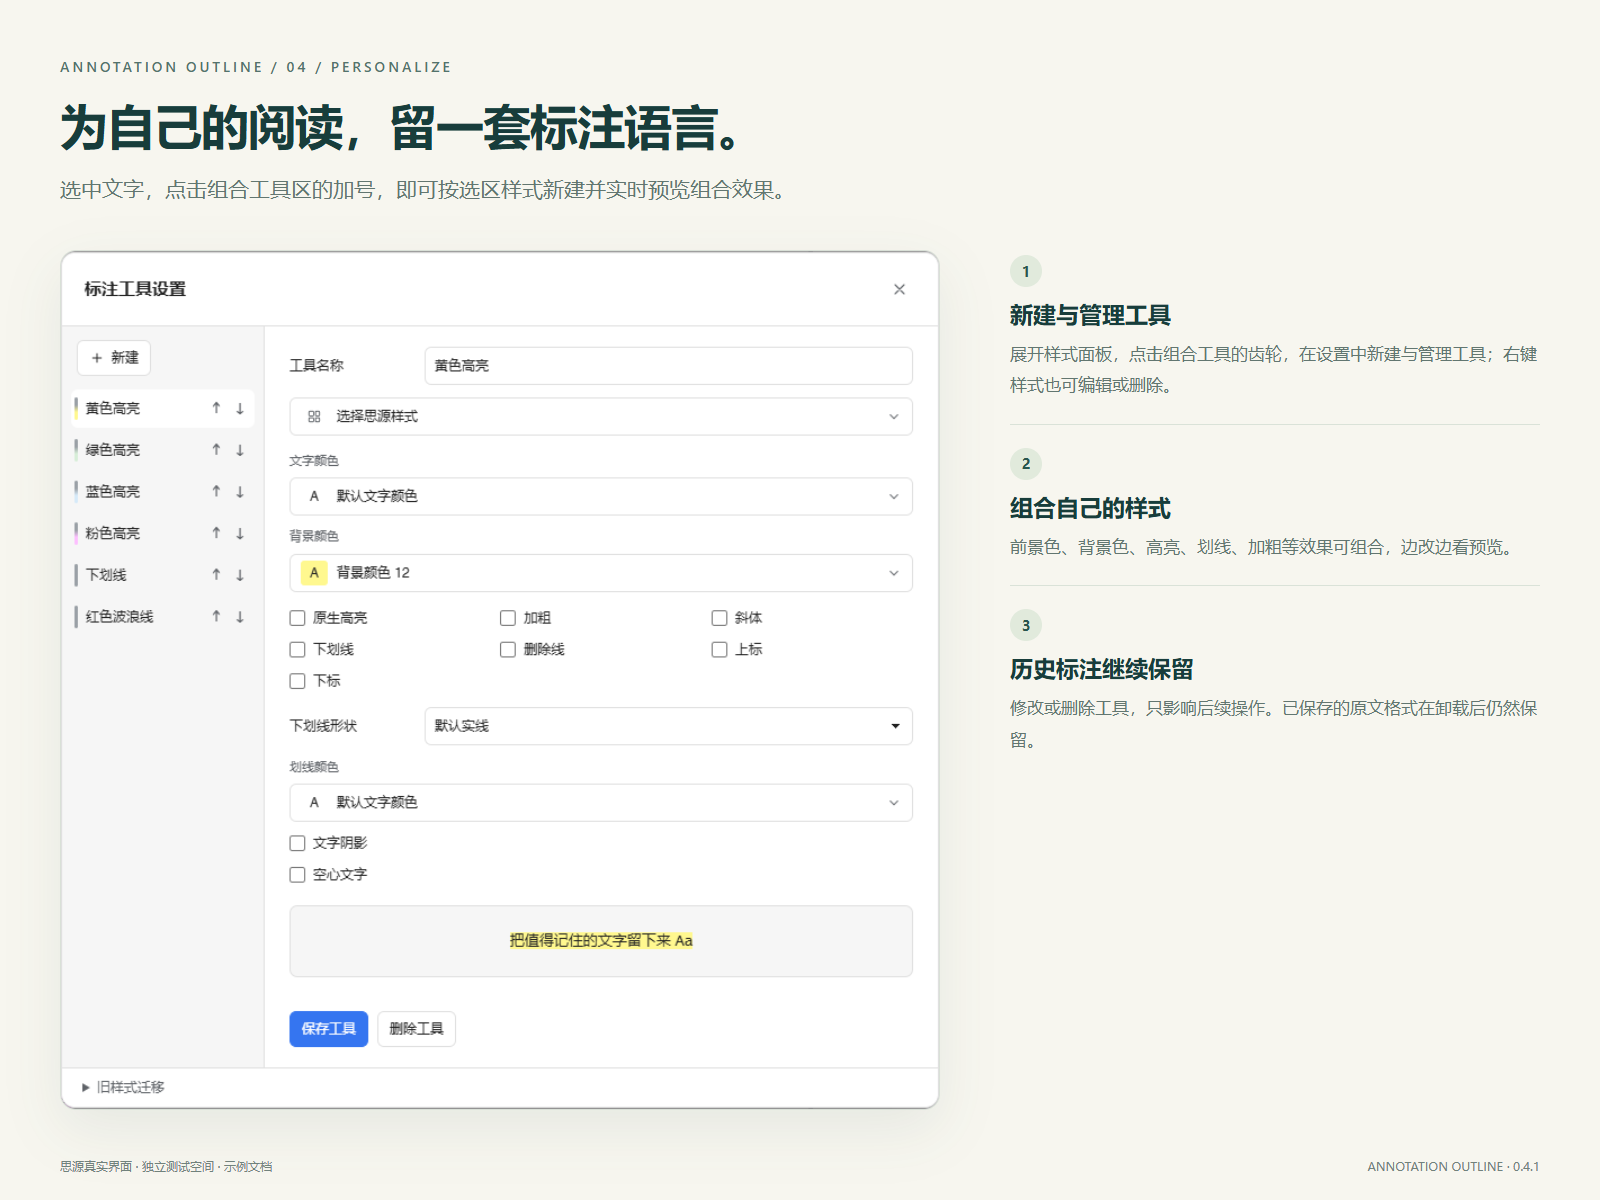 ANNOTATION OUTLINE / 04 / PERSONALIZE
为自己的阅读，留一套标注语言。
选中文字，点击组合工具区的加号，即可按选区样式新建并实时预览组合效果。
标注工具设置
+ 新建
黄色高亮 ↑ ↓
绿色高亮 ↑ ↓
蓝色高亮 ↑ ↓
粉色高亮 ↑ ↓
下划线 ↑ ↓
红色波浪线 ↑ ↓
工具名称 黄色高亮
选择思源样式
文字颜色
A 默认文字颜色
背景颜色
A 背景颜色 12
原生高亮 加粗 斜体
下划线 删除线 上标
下标
下划线形状 默认实线
划线颜色
A 默认文字颜色
文字阴影
空心文字
把值得记住的文字留下来 Aa
保存工具 删除工具
旧样式迁移
1
新建与管理工具
展开样式面板，点击组合工具的齿轮，在设置中新建与管理工具；右键
样式也可编辑或删除。
2
组合自己的样式
前景色、背景色、高亮、划线、加粗等效果可组合，边改边看预览。
3
历史标注继续保留
修改或删除工具，只影响后续操作。已保存的原文格式在卸载后仍然保
留。
思源真实界面 · 独立测试空间 · 示例文档
ANNOTATION OUTLINE · 0.4.1